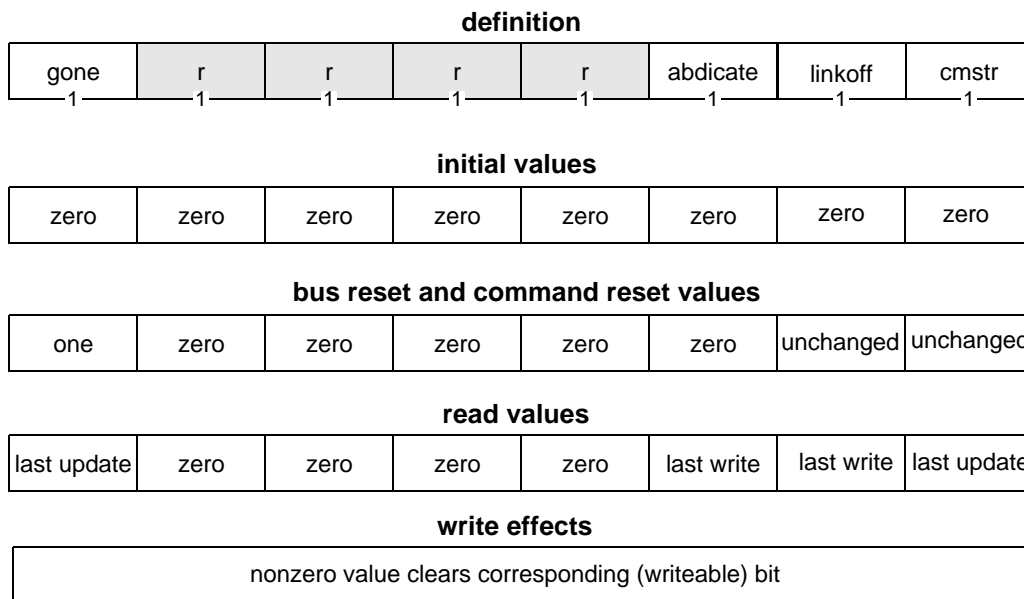 definition
gone r r r r abdicate linkoff cmstr
1 1 1 1 1 1 1 1
initial values
zero zero zero zero zero zero zero zero
bus reset and command reset values
one zero zero zero zero zero unchanged unchanged
read values
last update zero zero zero zero last write last write last update
write effects
nonzero value clears corresponding (writeable) bit